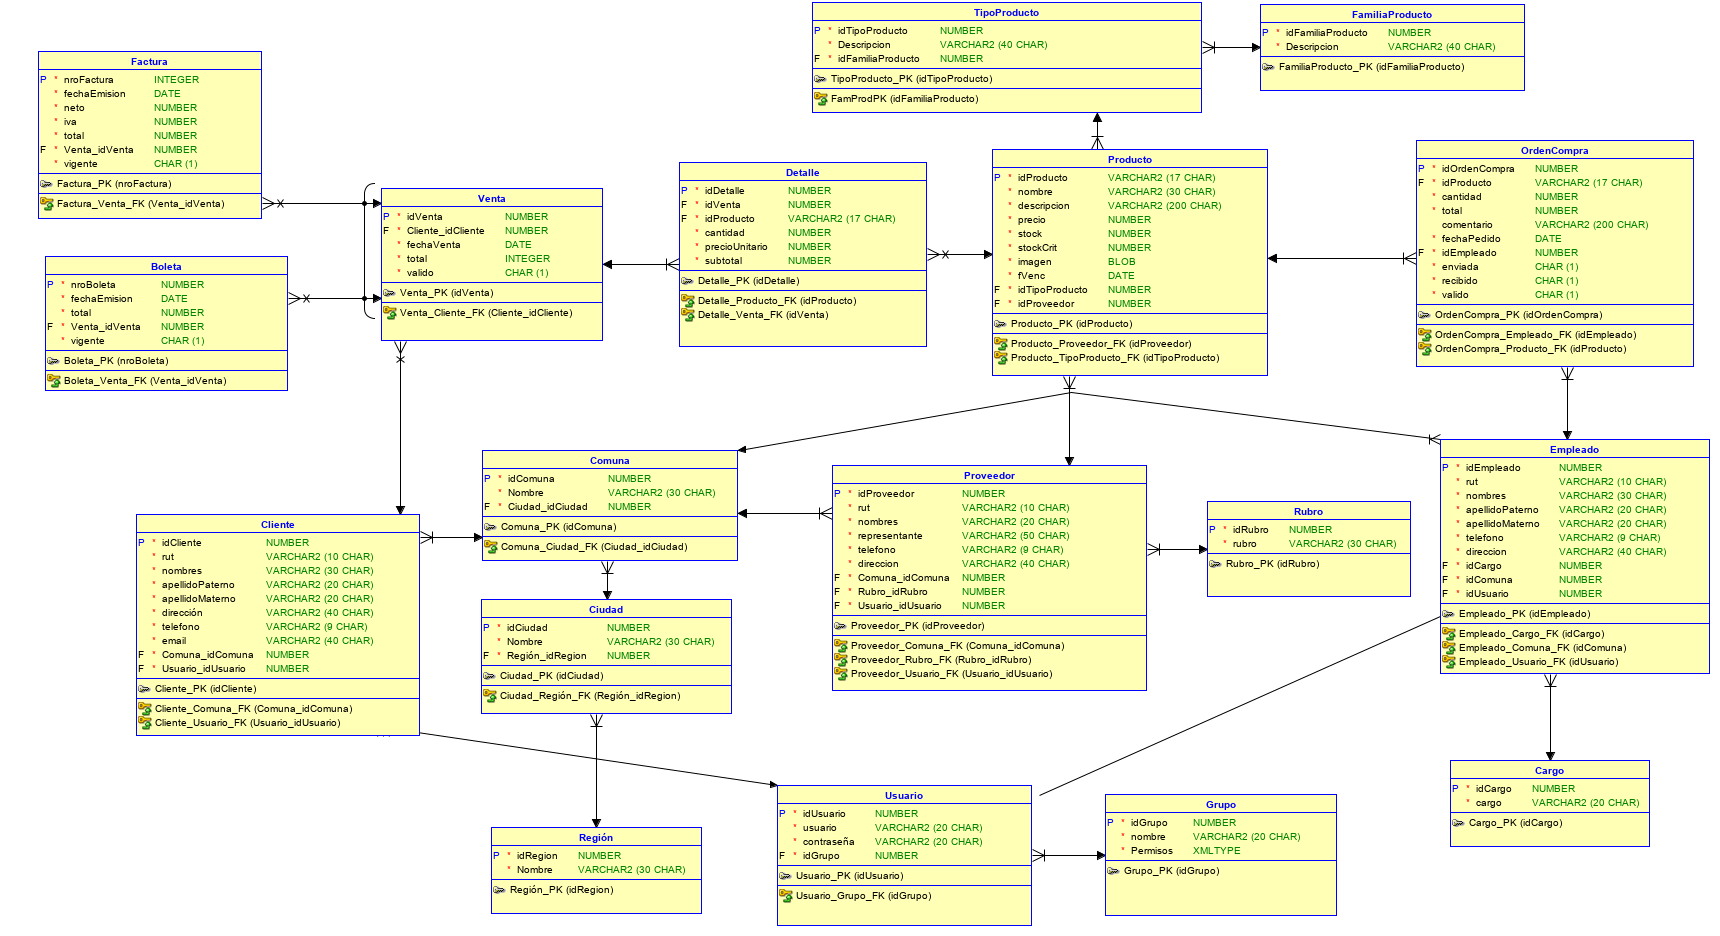 TipoProducto
P * idTipoProducto NUMBER
* Descripcion VARCHAR2 (40 CHAR)
F * idFamiliaProducto NUMBER
TipoProducto_PK (idTipoProducto)
FamProdPK (idFamiliaProducto)
FamiliaProducto
P * idFamiliaProducto NUMBER
* Descripcion VARCHAR2 (40 CHAR)
FamiliaProducto_PK (idFamiliaProducto)
Factura
P * nroFactura INTEGER
* fechaEmision DATE
* neto NUMBER
* iva NUMBER
* total NUMBER
F * Venta_idVenta NUMBER
* vigente CHAR (1)
Factura_PK (nroFactura)
Factura_Venta_FK (Venta_idVenta)
Venta
P * idVenta NUMBER
F * Cliente_idCliente NUMBER
* fechaVenta DATE
* total INTEGER
* valido CHAR (1)
Venta_PK (idVenta)
Venta_Cliente_FK (Cliente_idCliente)
Detalle
P * idDetalle NUMBER
F * idVenta NUMBER
F * idProducto VARCHAR2 (17 CHAR)
* cantidad NUMBER
* precioUnitario NUMBER
* subtotal NUMBER
Detalle_PK (idDetalle)
Detalle_Producto_FK (idProducto)
Detalle_Venta_FK (idVenta)
Producto
P * idProducto VARCHAR2 (17 CHAR)
* nombre VARCHAR2 (30 CHAR)
* descripcion VARCHAR2 (200 CHAR)
* precio NUMBER
* stock NUMBER
* stockCrit NUMBER
* imagen BLOB
* fVenc DATE
F * idTipoProducto NUMBER
F * idProveedor NUMBER
Producto_PK (idProducto)
Producto_Proveedor_FK (idProveedor)
Producto_TipoProducto_FK (idTipoProducto)
OrdenCompra
P * idOrdenCompra NUMBER
F * idProducto VARCHAR2 (17 CHAR)
* cantidad NUMBER
* total NUMBER
comentario VARCHAR2 (200 CHAR)
* fechaPedido DATE
F * idEmpleado NUMBER
* enviada CHAR (1)
* recibido CHAR (1)
* valido CHAR (1)
OrdenCompra_PK (idOrdenCompra)
OrdenCompra_Empleado_FK (idEmpleado)
OrdenCompra_Producto_FK (idProducto)
Boleta
P * nroBoleta NUMBER
* fechaEmision DATE
* total NUMBER
F * Venta_idVenta NUMBER
* vigente CHAR (1)
Boleta_PK (nroBoleta)
Boleta_Venta_FK (Venta_idVenta)
Comuna
P * idComuna NUMBER
* Nombre VARCHAR2 (30 CHAR)
F * Ciudad_idCiudad NUMBER
Comuna_PK (idComuna)
Comuna_Ciudad_FK (Ciudad_idCiudad)
Proveedor
P * idProveedor NUMBER
* rut VARCHAR2 (10 CHAR)
* nombres VARCHAR2 (20 CHAR)
* representante VARCHAR2 (50 CHAR)
* telefono VARCHAR2 (9 CHAR)
* direccion VARCHAR2 (40 CHAR)
F * Comuna_idComuna NUMBER
F * Rubro_idRubro NUMBER
F * Usuario_idUsuario NUMBER
Proveedor_PK (idProveedor)
Proveedor_Comuna_FK (Comuna_idComuna)
Proveedor_Rubro_FK (Rubro_idRubro)
Proveedor_Usuario_FK (Usuario_idUsuario)
Rubro
P * idRubro NUMBER
* rubro VARCHAR2 (30 CHAR)
Rubro_PK (idRubro)
Empleado
P * idEmpleado NUMBER
* rut VARCHAR2 (10 CHAR)
* nombres VARCHAR2 (30 CHAR)
* apellidoPaterno VARCHAR2 (20 CHAR)
* apellidoMaterno VARCHAR2 (20 CHAR)
* telefono VARCHAR2 (9 CHAR)
* direccion VARCHAR2 (40 CHAR)
F * idCargo NUMBER
F * idComuna NUMBER
F * idUsuario NUMBER
Empleado_PK (idEmpleado)
Empleado_Cargo_FK (idCargo)
Empleado_Comuna_FK (idComuna)
Empleado_Usuario_FK (idUsuario)
Cliente
P * idCliente NUMBER
* rut VARCHAR2 (10 CHAR)
* nombres VARCHAR2 (30 CHAR)
* apellidoPaterno VARCHAR2 (20 CHAR)
* apellidoMaterno VARCHAR2 (20 CHAR)
* dirección VARCHAR2 (40 CHAR)
* telefono VARCHAR2 (9 CHAR)
* email VARCHAR2 (40 CHAR)
F * Comuna_idComuna NUMBER
F * Usuario_idUsuario NUMBER
Cliente_PK (idCliente)
Cliente_Comuna_FK (Comuna_idComuna)
Cliente_Usuario_FK (Usuario_idUsuario)
Ciudad
P * idCiudad NUMBER
* Nombre VARCHAR2 (30 CHAR)
F * Región_idRegion NUMBER
Ciudad_PK (idCiudad)
Ciudad_Región_FK (Región_idRegion)
Región
P * idRegion NUMBER
* Nombre VARCHAR2 (30 CHAR)
Región_PK (idRegion)
Usuario
P * idUsuario NUMBER
* usuario VARCHAR2 (20 CHAR)
* contraseña VARCHAR2 (20 CHAR)
F * idGrupo NUMBER
Usuario_PK (idUsuario)
Usuario_Grupo_FK (idGrupo)
Grupo
P * idGrupo NUMBER
* nombre VARCHAR2 (20 CHAR)
* Permisos XMLTYPE
Grupo_PK (idGrupo)
Cargo
P * idCargo NUMBER
* cargo VARCHAR2 (20 CHAR)
Cargo_PK (idCargo)